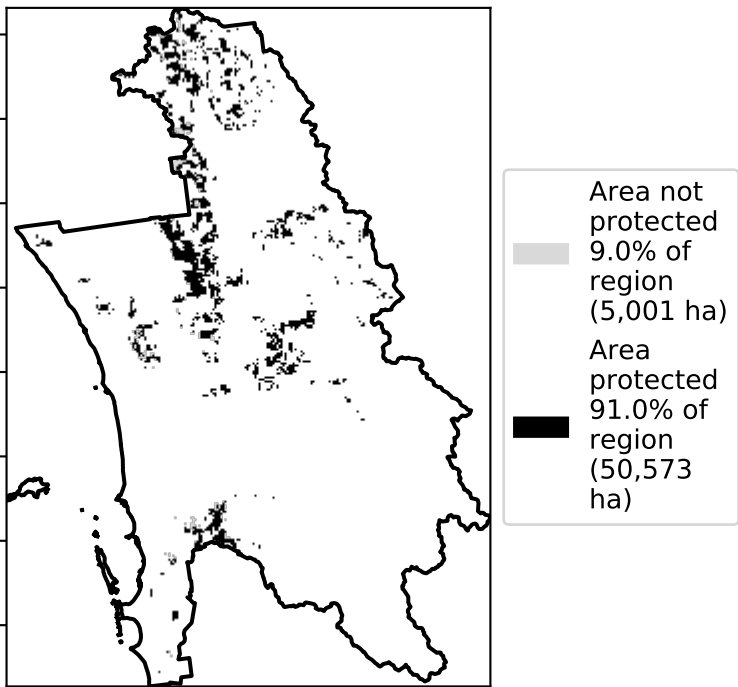 Area not
protected
9.0% of
region
(5,001 ha)
Area
protected
91.0% of
region
(50,573
ha)